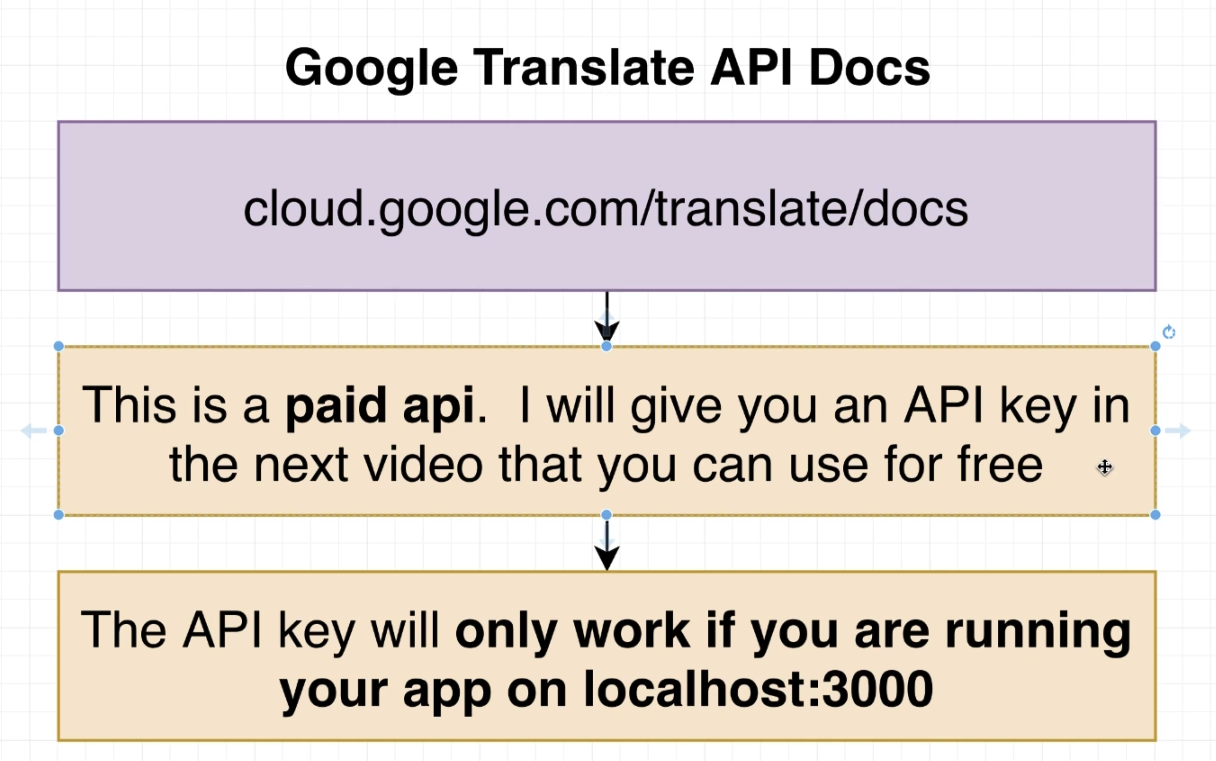 Google Translate API Docs
cloud.google.com/translate/docs
This is a paid api.  I will give you an API key in
the next video that you can use for free
The API key will only work if you are running
your app on localhost:3000